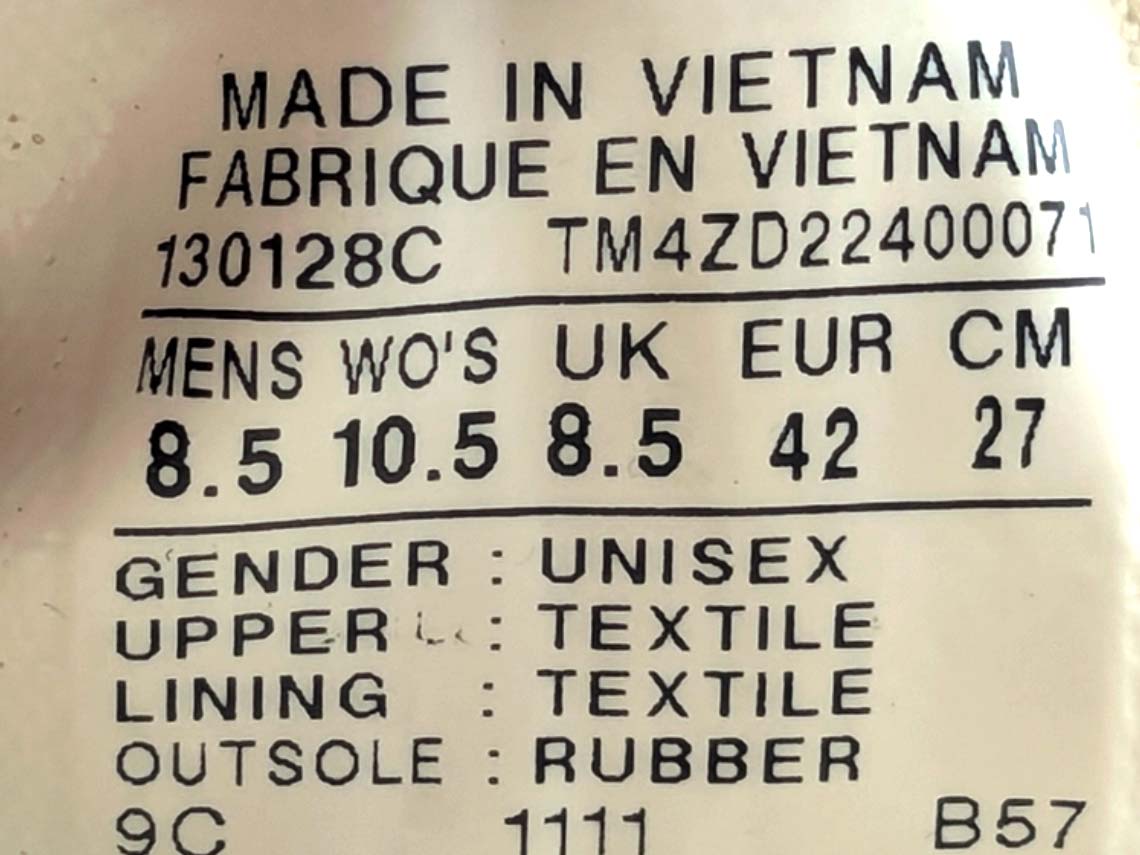 MADE IN VIETNAM
FABRIQUE EN VIETNAM
130128C TM4ZD22400071
MENS WO'S UK EUR CM
8.5 10.5 8.5 42 27
GENDER : UNISEX
UPPER : TEXTILE
LINING : TEXTILE
OUTSOLE : RUBBER
9C 1111 B57